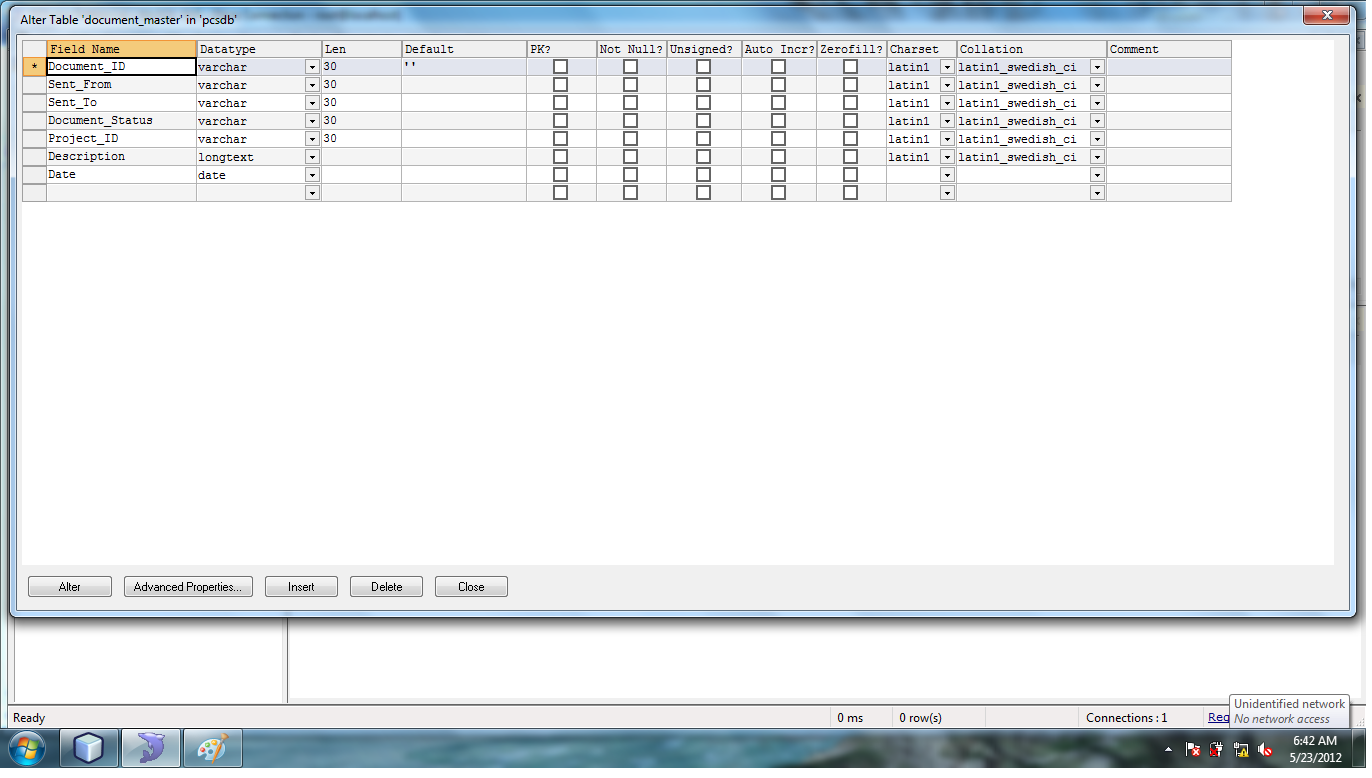 Alter Table 'document_master' in 'pcsdb'
Field Name Datatype Len Default PK? Not Null? Unsigned? Auto Incr? Zerofill? Charset Collation Comment
* Document_ID varchar 30 '' latin1 latin1_swedish_ci
Sent_From varchar 30 latin1 latin1_swedish_ci
Sent_To varchar 30 latin1 latin1_swedish_ci
Document_Status varchar 30 latin1 latin1_swedish_ci
Project_ID varchar 30 latin1 latin1_swedish_ci
Description longtext latin1 latin1_swedish_ci
Date date
Alter Advanced Properties... Insert Delete Close
Unidentified network
No network access
Ready 0 ms 0 row(s) Connections : 1 Reg
6:42 AM
5/23/2012